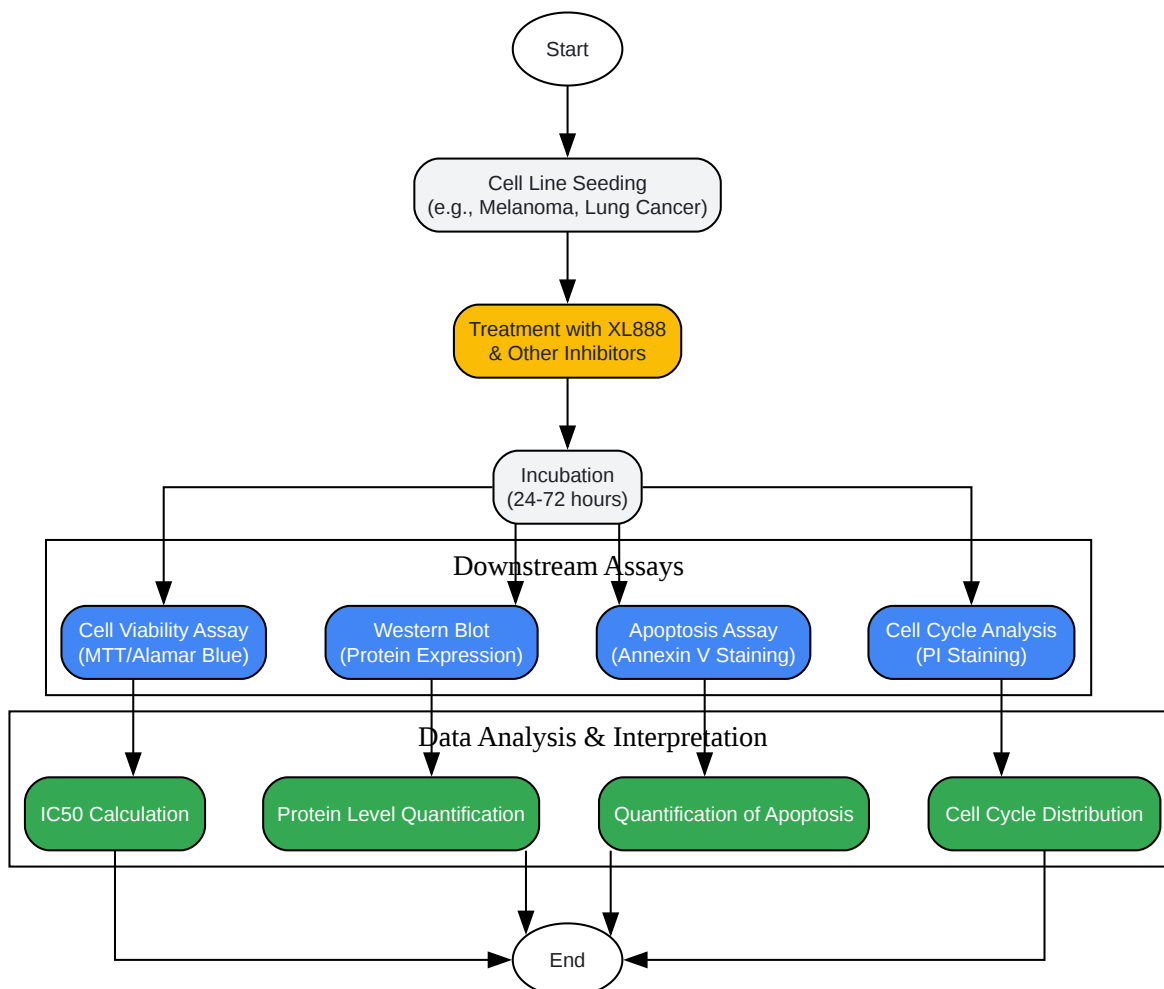 Start
Cell Line Seeding
(e.g., Melanoma, Lung Cancer)
Treatment with XL888
& Other Inhibitors
Incubation
(24-72 hours)
Downstream Assays
Cell Viability Assay
(MTT/Alamar Blue)
Western Blot
(Protein Expression)
Apoptosis Assay
(Annexin V Staining)
Cell Cycle Analysis
(PI Staining)
Data Analysis & Interpretation
IC50 Calculation
Protein Level Quantification
Quantification of Apoptosis
Cell Cycle Distribution
End